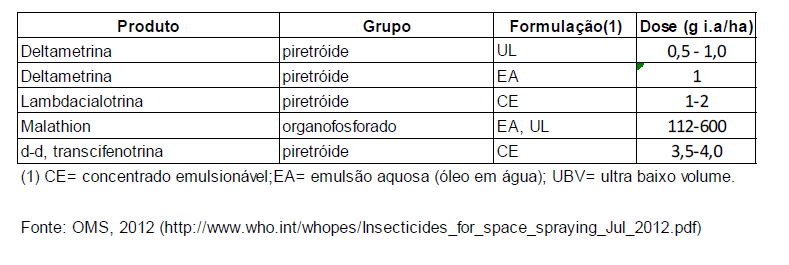 Produto Grupo Formulação(1) Dose (g i.a/ha)
Deltametrina piretróide UL 0,5 - 1,0
Deltametrina piretróide EA 1
Lambdacialotrina piretróide CE 1-2
Malathion organofosforado EA, UL 112-600
d-d, transcifenotrina piretróide CE 3,5-4,0
(1) CE= concentrado emulsionável;EA= emulsão aquosa (óleo em água); UBV= ultra baixo volume.
Fonte: OMS, 2012 (http://www.who.int/whopes/Insecticides_for_space_spraying_Jul_2012.pdf)